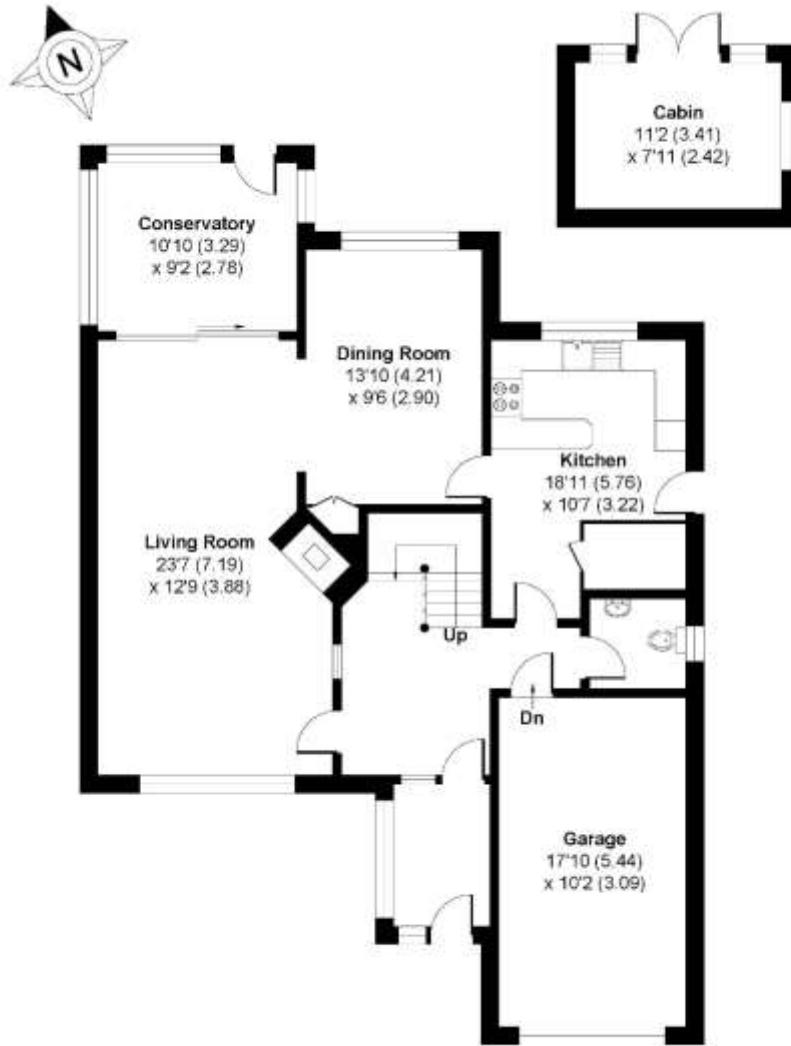 N
Cabin
11'2 (3.41)
x 7'11 (2.42)
Conservatory
10'10 (3.29)
x 9'2 (2.78)
Dining Room
13'10 (4.21)
x 9'6 (2.90)
Kitchen
18'11 (5.76)
x 10'7 (3.22)
Living Room
23'7 (7.19)
x 12'9 (3.88)
Up
Dn
Garage
17'10 (5.44)
x 10'2 (3.09)